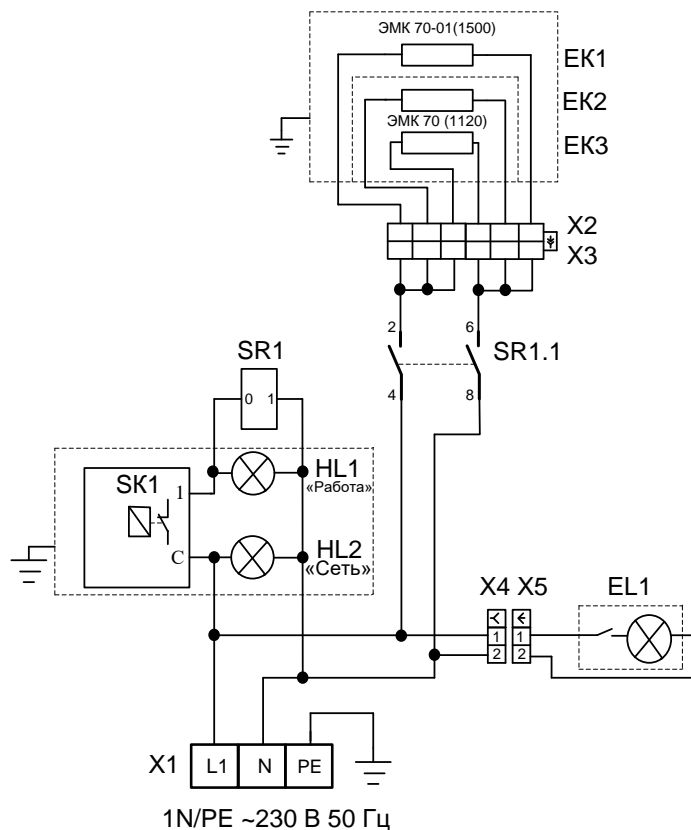 ЭМК 70-01(1500)
EK1
EK2
ЭМК 70 (1120)
EK3
X2
X3
2
6
SR1
SR1.1
0
1
4
8
HL1
«Работа»
SK1
1
C
HL2
«Сеть»
X4
X5
EL1
1
1
2
2
X1
L1
N
PE
1N/PE ~230 В 50 Гц